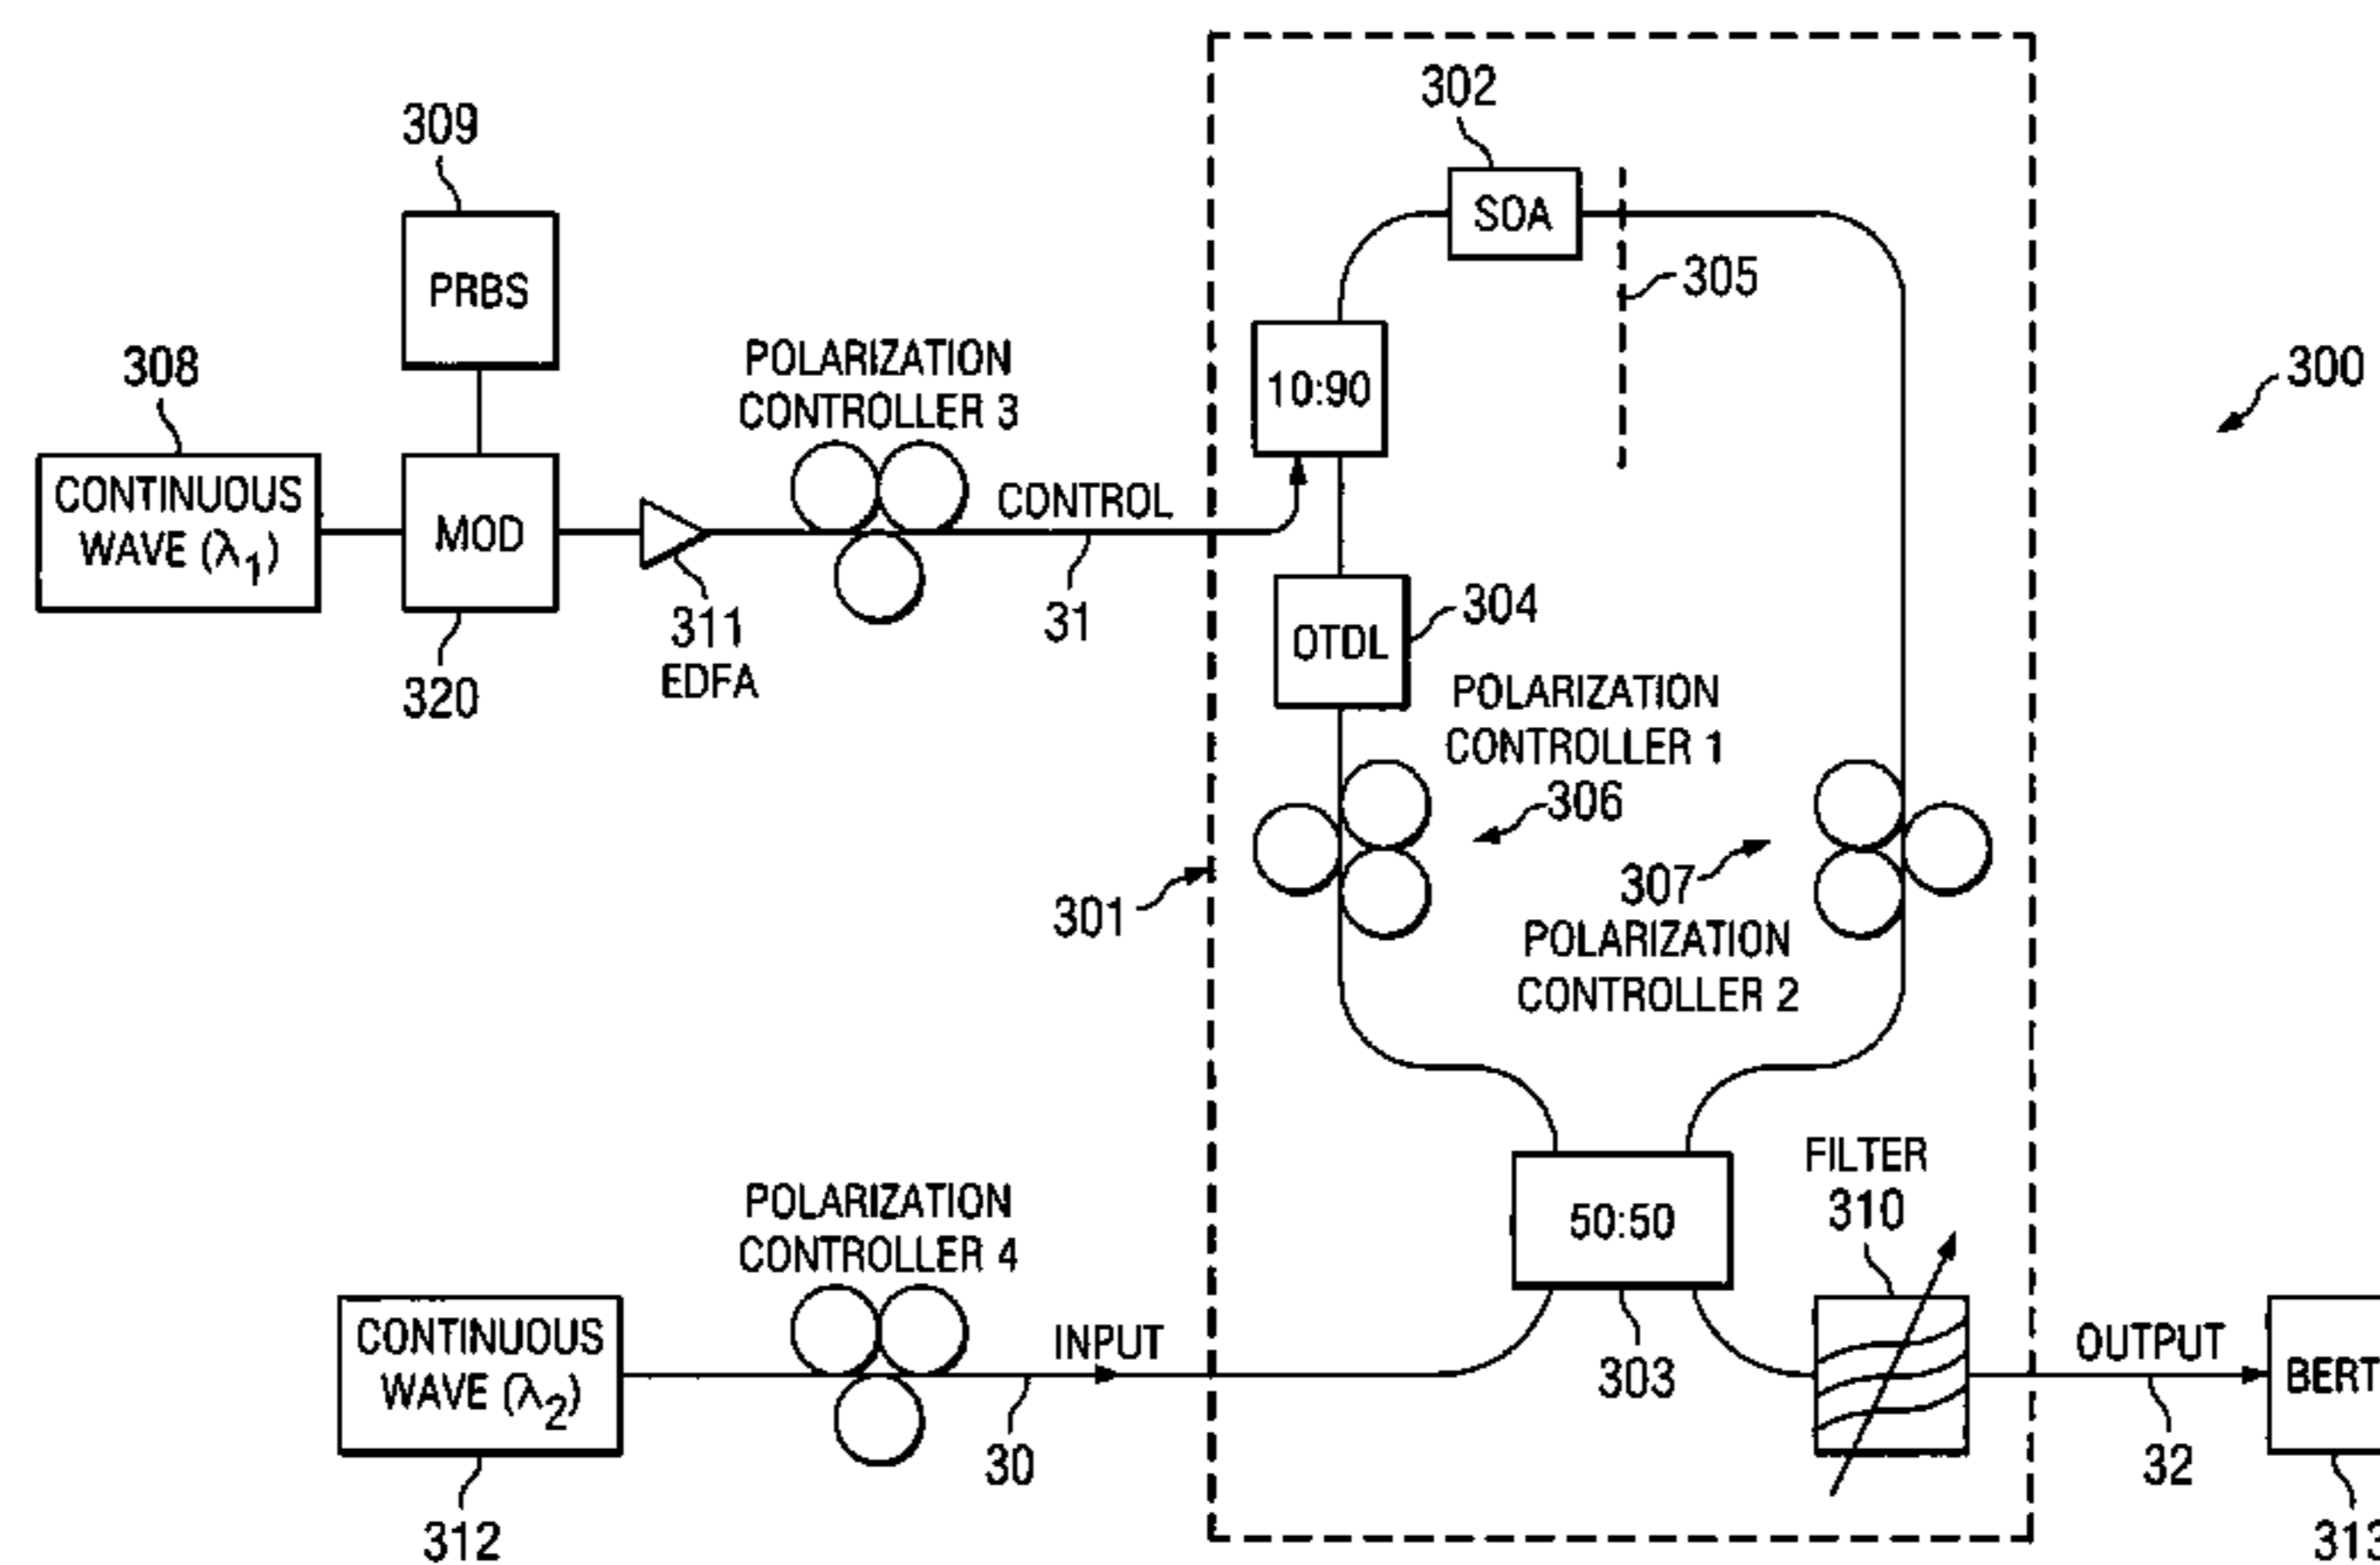 302
309
SOA
305
PRBS
308
POLARIZATION
CONTROLLER 3
10:90
300
CONTINUOUS
WAVE (λ1)
MOD
CONTROL
320
311
EDFA
31
OTDL
304
POLARIZATION
CONTROLLER 1
306
301
307
POLARIZATION
CONTROLLER 2
POLARIZATION
CONTROLLER 4
50:50
FILTER
310
CONTINUOUS
WAVE (λ2)
INPUT
303
OUTPUT
BERT
30
32
312
313